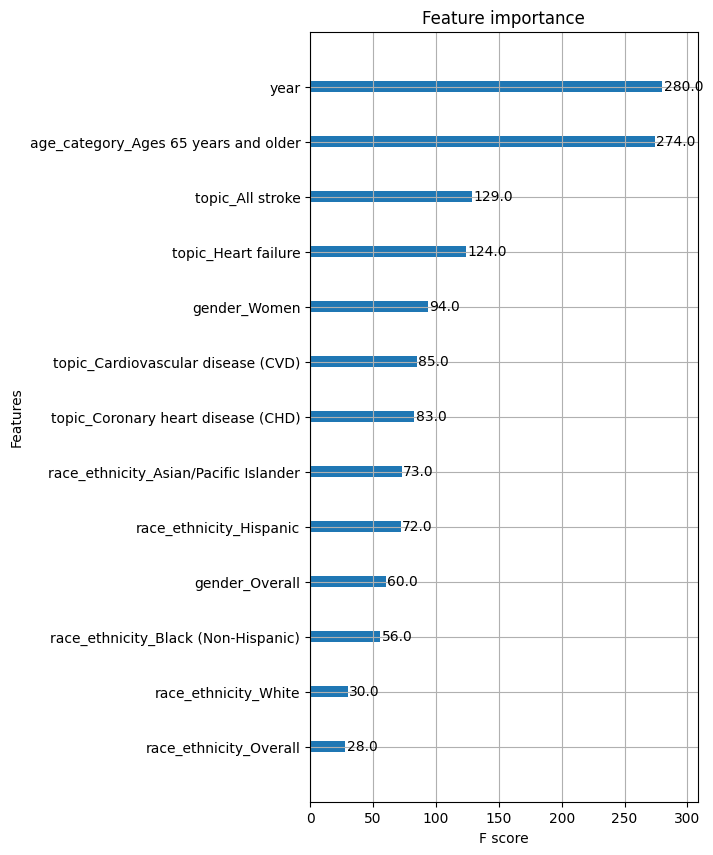 Feature importance
year
280.0
age_category_Ages 65 years and older
274.0
topic_All stroke
129.0
topic_Heart failure
124.0
gender_Women
94.0
topic_Cardiovascular disease (CVD)
85.0
topic_Coronary heart disease (CHD)
83.0
Features
race_ethnicity_Asian/Pacific Islander
73.0
race_ethnicity_Hispanic
72.0
gender_Overall
60.0
race_ethnicity_Black (Non-Hispanic)
56.0
race_ethnicity_White
30.0
race_ethnicity_Overall
28.0
0 50 100 150 200 250 300
F score